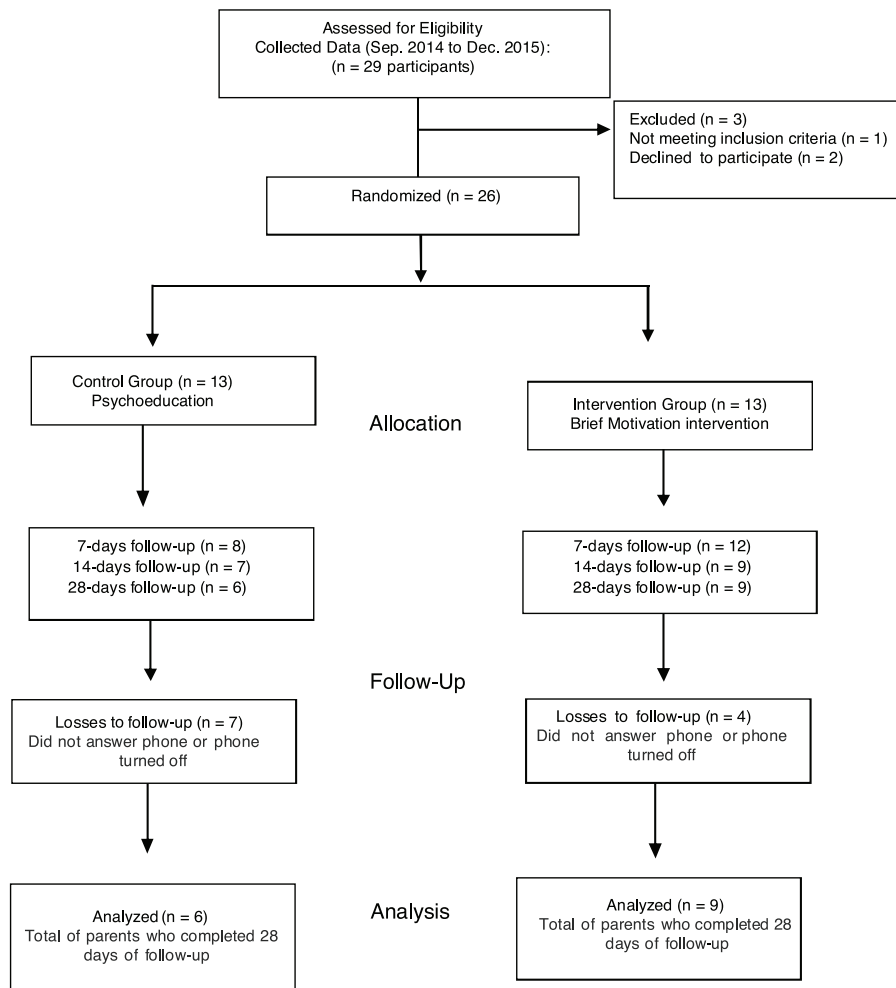 Assessed for Eligibility
Collected Data (Sep. 2014 to Dec. 2015):
(n = 29 participants)
Excluded (n = 3)
Not meeting inclusion criteria (n = 1)
Declined to participate (n = 2)
Randomized (n = 26)
Control Group (n = 13)
Psychoeducation
Allocation
Intervention Group (n = 13)
Brief Motivation intervention
7-days follow-up (n = 8)
14-days follow-up (n = 7)
28-days follow-up (n = 6)
7-days follow-up (n = 12)
14-days follow-up (n = 9)
28-days follow-up (n = 9)
Follow-Up
Losses to follow-up (n = 7)
Did not answer phone or phone
turned off
Losses to follow-up (n = 4)
Did not answer phone or phone
turned off
Analyzed (n = 6)
Total of parents who completed 28
days of follow-up
Analysis
Analyzed (n = 9)
Total of parents who completed 28
days of follow-up